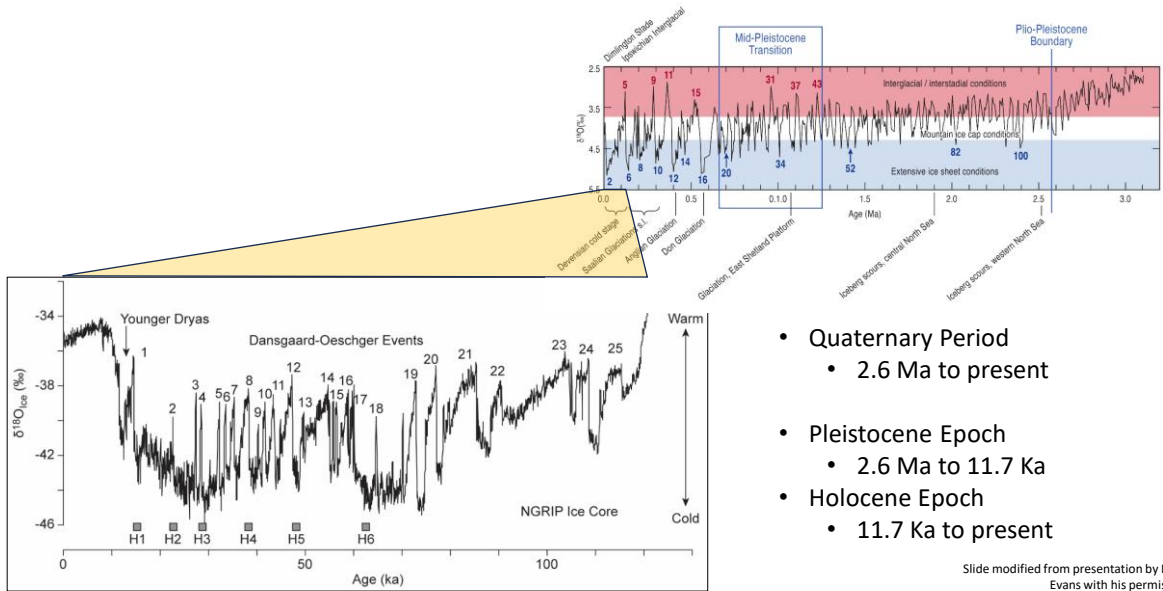 Dimlington Stade
Ipswichian Interglacial
Mid-Pleistocene
Transition
Plio-Pleistocene
Boundary
2.5
3.5
4.5
5.5
δ¹⁸O(‰)
5
9
11
15
31
37
43
Interglacial / interstadial conditions
Mountain ice cap conditions
Extensive ice sheet conditions
2
6
8
10
12
14
16
20
34
52
82
100
0.0
0.5
0.1.0
1.5
2.0
2.5
3.0
Age (Ma)
Devensian cold stage
Saalian Glaciations s.l.
Anglian Glaciation
Don Glaciation
Glaciation, East Shetland Platform
Iceberg scours, central North Sea
Iceberg scours, western North Sea
-34
-38
-42
-46
δ¹⁸O Ice (‰)
Younger Dryas
Dansgaard-Oeschger Events
Warm
Cold
1
2
3
4
5
6
7
8
9
10
11
12
13
14
15
16
17
18
19
20
21
22
23
24
25
NGRIP Ice Core
H1
H2
H3
H4
H5
H6
0
50
100
Age (ka)
• Quaternary Period
• 2.6 Ma to present
• Pleistocene Epoch
• 2.6 Ma to 11.7 Ka
• Holocene Epoch
• 11.7 Ka to present
Slide modified from presentation by
Evans with his